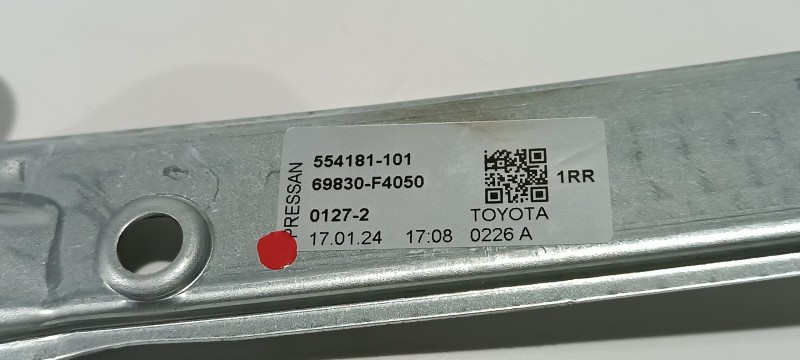 PRESSAN
554181-101
69830-F4050
1RR
0127-2
TOYOTA
17.01.24 17:08 0226 A